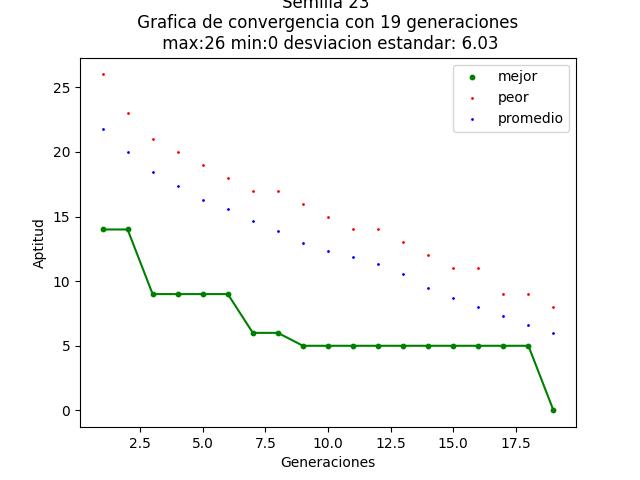 Semilla 23
Grafica de convergencia con 19 generaciones
max:26 min:0 desviacion estandar: 6.03
mejor
peor
promedio
Aptitud
25
20
15
10
5
0
2.5 5.0 7.5 10.0 12.5 15.0 17.5
Generaciones